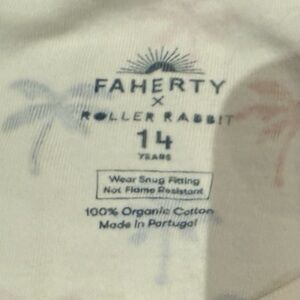 FAHERTY
×
ROLLER RABBIT
14
YEARS
Wear Snug Fitting
Not Flame Resistant
100% Organic Cotton
Made in Portugal